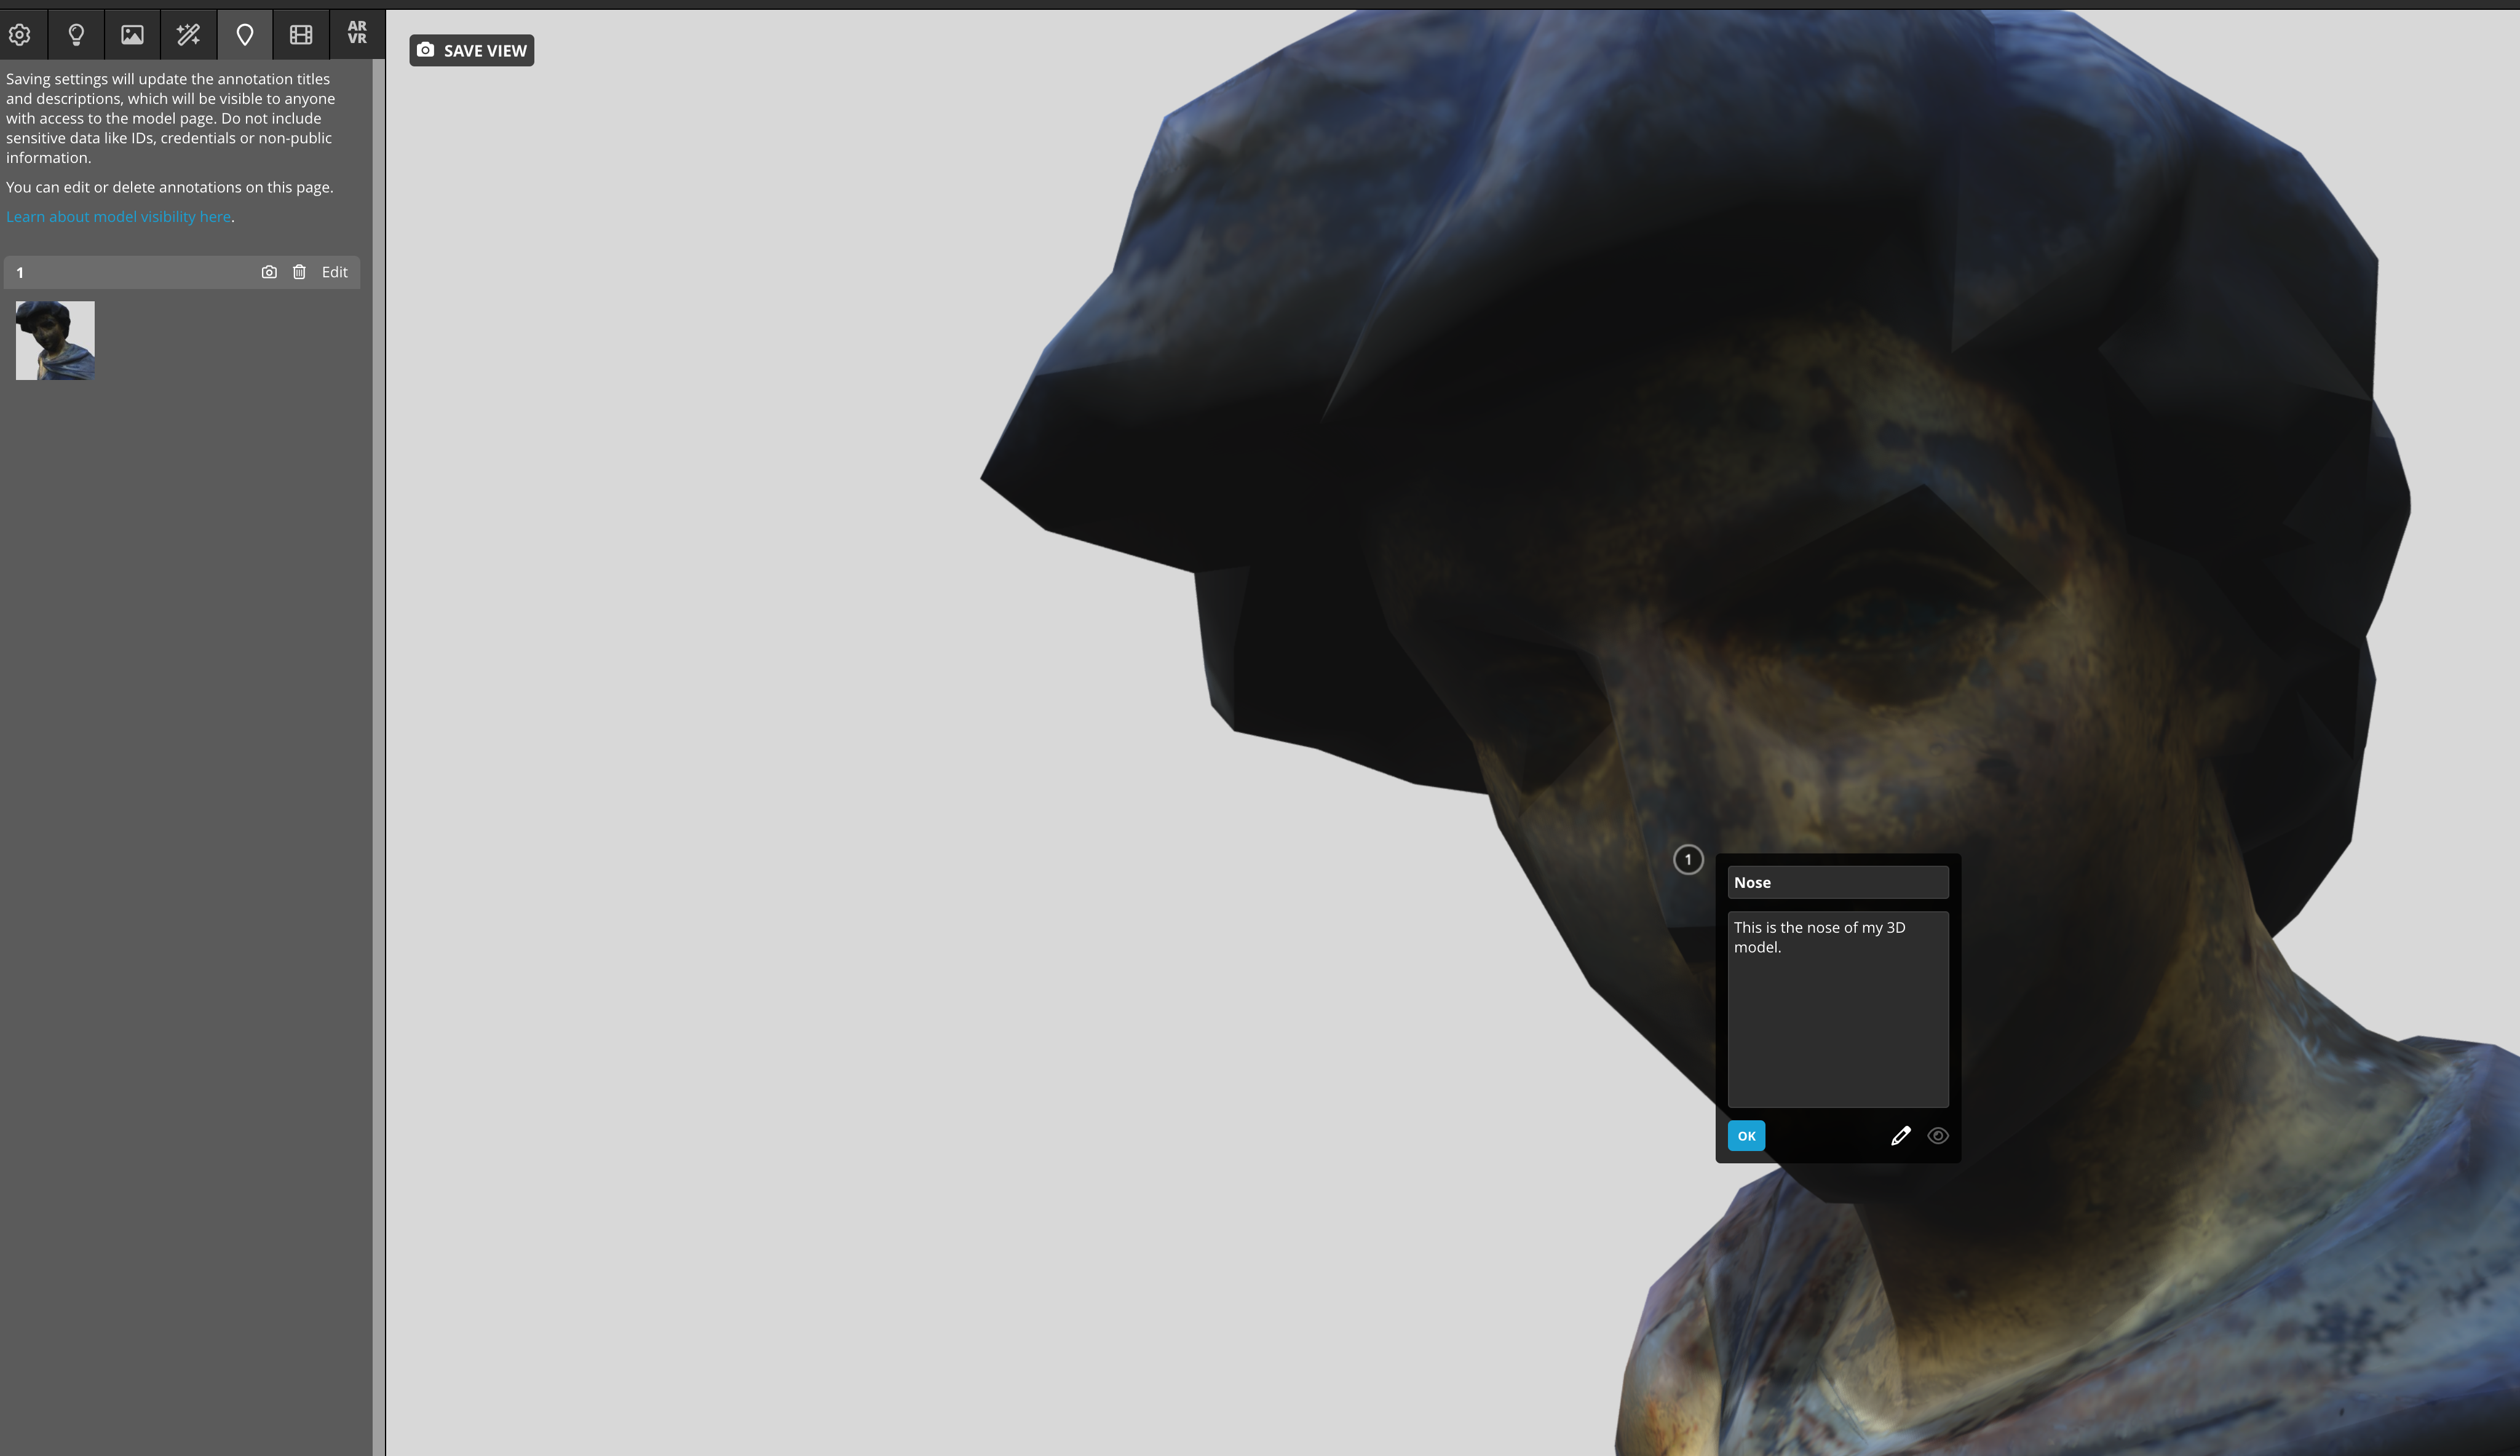 AR
VR
SAVE VIEW
Saving settings will update the annotation titles
and descriptions, which will be visible to anyone
with access to the model page. Do not include
sensitive data like IDs, credentials or non-public
information.
You can edit or delete annotations on this page.
Learn about model visibility here.
1 Edit
1
Nose
This is the nose of my 3D
model.
OK